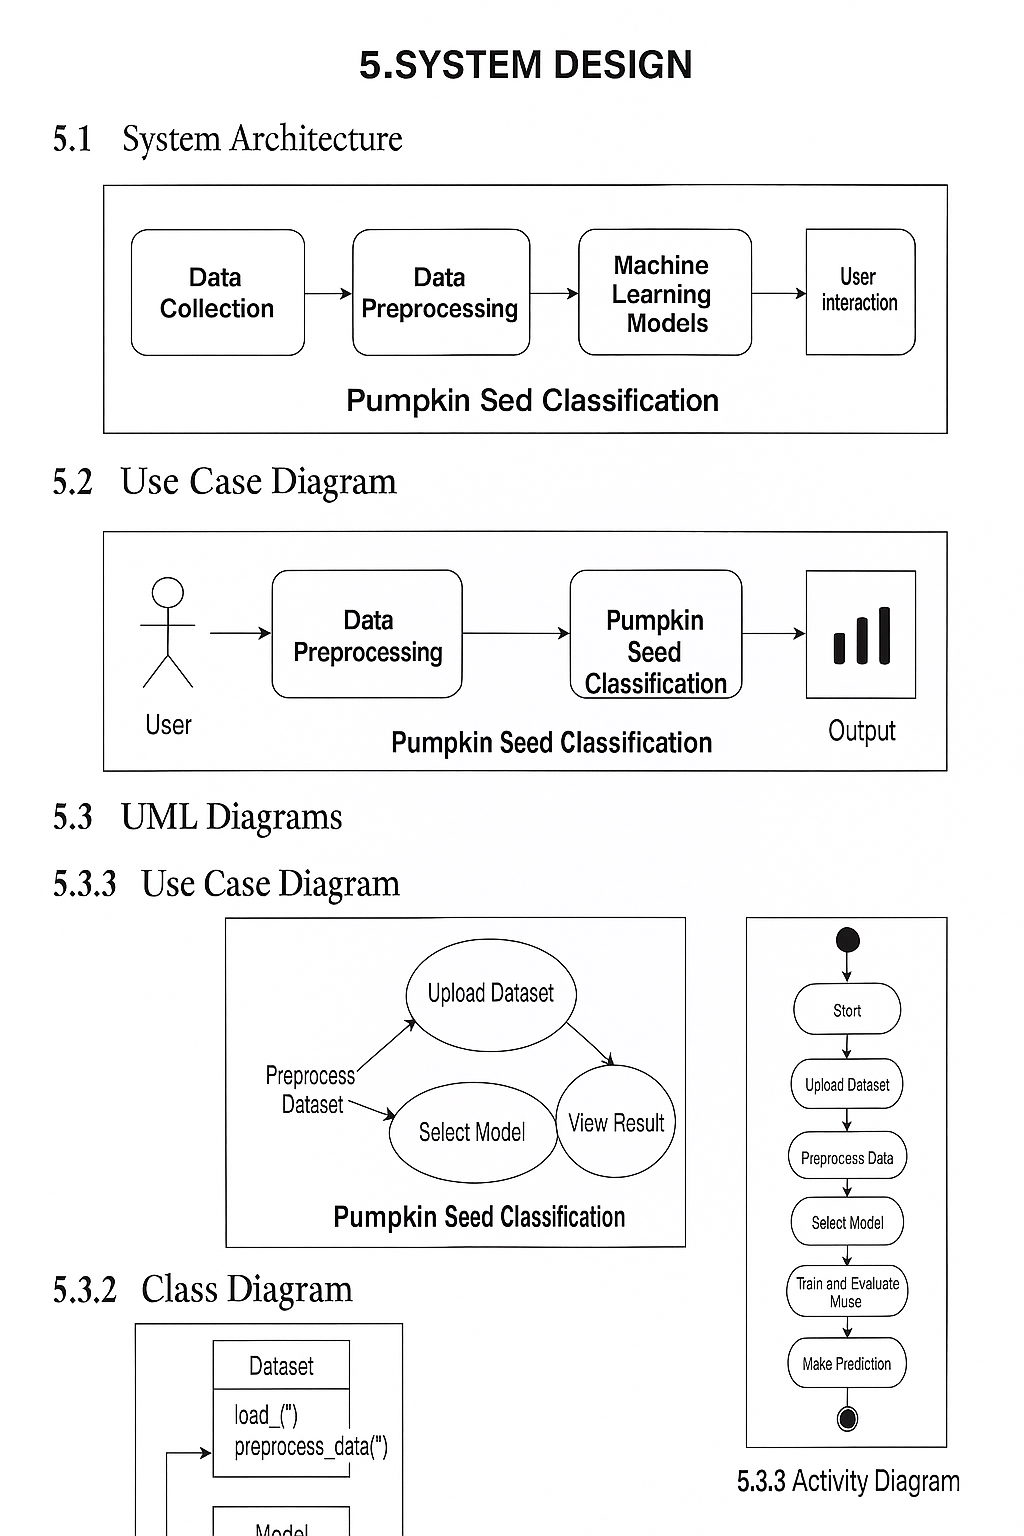 5.SYSTEM DESIGN
5.1 System Architecture
Data
Collection
Data
Preprocessing
Machine
Learning
Models
User
interaction
Pumpkin Sed Classification
5.2 Use Case Diagram
User
Data
Preprocessing
Pumpkin
Seed
Classification
Output
Pumpkin Seed Classification
5.3 UML Diagrams
5.3.3 Use Case Diagram
Upload Dataset
Preprocess
Dataset
Select Model
View Result
Pumpkin Seed Classification
Stort
Upload Dataset
Preprocess Data
Select Model
Train and Evaluate
Muse
Make Prediction
5.3.3 Activity Diagram
5.3.2 Class Diagram
Dataset
load_(")
preprocess_data(")
Model